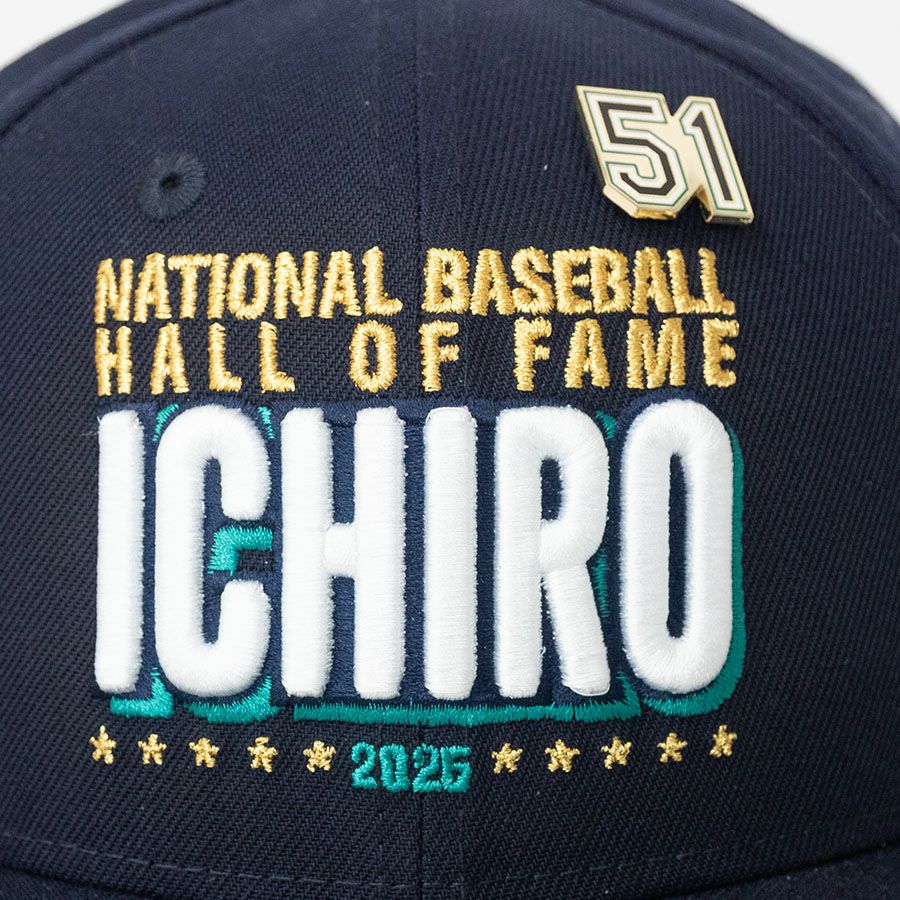 51
NATIONAL BASEBALL
HALL OF FAME
ICHIRO
2025